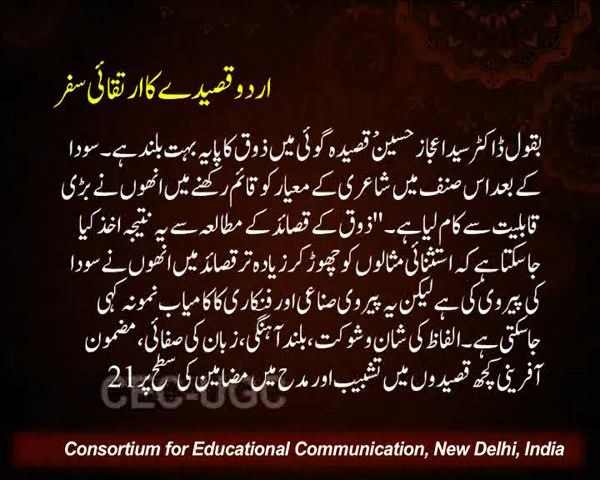 اردو قصیدے کا ارتقائی سفر
بقول ڈاکٹر سید اعجاز حسین "قصیدہ گوئی میں ذوق کا پایہ بہت بلند ہے۔ سودا
کے بعد اس صنف میں شاعری کے معیار کو قائم رکھنے میں انھوں نے بڑی
قابلیت سے کام لیا ہے۔" ذوق کے قصائد کے مطالعہ سے یہ نتیجہ اخذ کیا
جاسکتا ہے کہ استثنائی مثالوں کو چھوڑ کر زیادہ تر قصائد میں انھوں نے سودا
کی پیروی کی ہے لیکن یہ پیروی صناعی اور فنکاری کا کامیاب نمونہ کہی
جاسکتی ہے۔ الفاظ کی شان و شوکت، بلند آہنگی، زبان کی صفائی، مضمون
آفرینی کچھ قصیدوں میں تشبیب اور مدح میں مضامین کی سطح پر 21
CEC-UGC
Consortium for Educational Communication, New Delhi, India